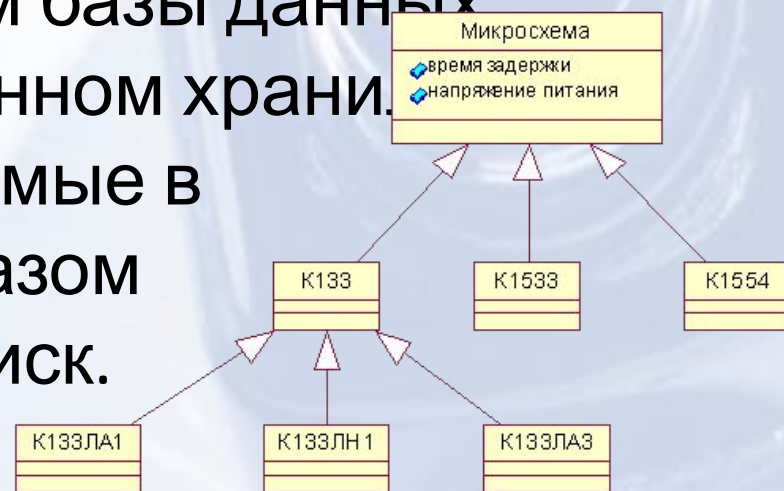 м базы данных
нном храни
мые в
азом
иск.
Микросхема
время задержки
напряжение питания
К133
К1533
К1554
К133ЛА1
К133ЛН1
К133ЛА3